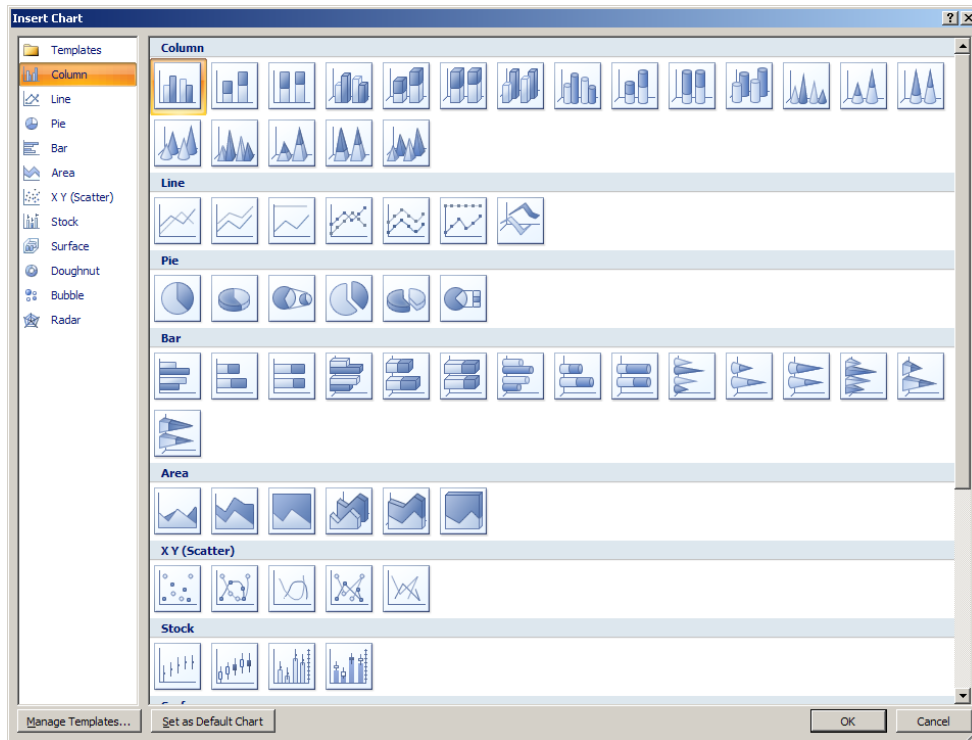 Insert Chart
Templates
Column
Line
Pie
Bar
Area
X Y (Scatter)
Stock
Surface
Doughnut
Bubble
Radar
Column
Line
Pie
Bar
Area
X Y (Scatter)
Stock
Manage Templates...
Set as Default Chart
OK
Cancel